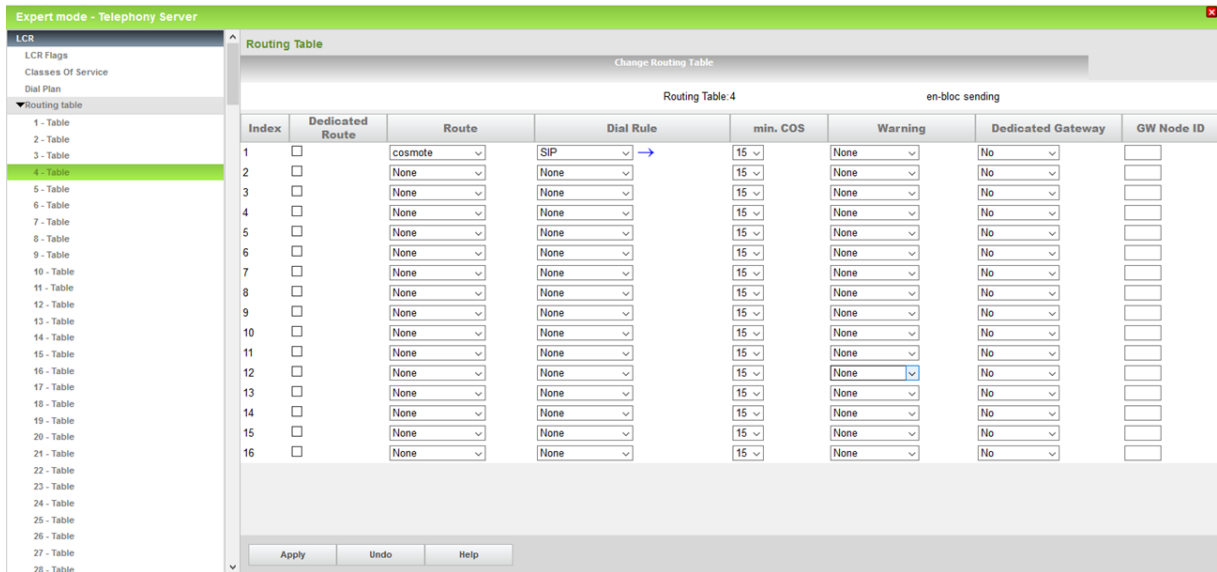 Expert mode - Telephony Server
LCR
LCR Flags
Classes Of Service
Dial Plan
Routing table
1 - Table
2 - Table
3 - Table
4 - Table
5 - Table
6 - Table
7 - Table
8 - Table
9 - Table
10 - Table
11 - Table
12 - Table
13 - Table
14 - Table
15 - Table
16 - Table
17 - Table
18 - Table
19 - Table
20 - Table
21 - Table
22 - Table
23 - Table
24 - Table
25 - Table
26 - Table
27 - Table
28 - Table
Routing Table
Change Routing Table
Routing Table:4 en-bloc sending
Index Dedicated Route Route Dial Rule min. COS Warning Dedicated Gateway GW Node ID
1 cosmote SIP → 15 None No
2 None None 15 None No
3 None None 15 None No
4 None None 15 None No
5 None None 15 None No
6 None None 15 None No
7 None None 15 None No
8 None None 15 None No
9 None None 15 None No
10 None None 15 None No
11 None None 15 None No
12 None None 15 None No
13 None None 15 None No
14 None None 15 None No
15 None None 15 None No
16 None None 15 None No
Apply Undo Help